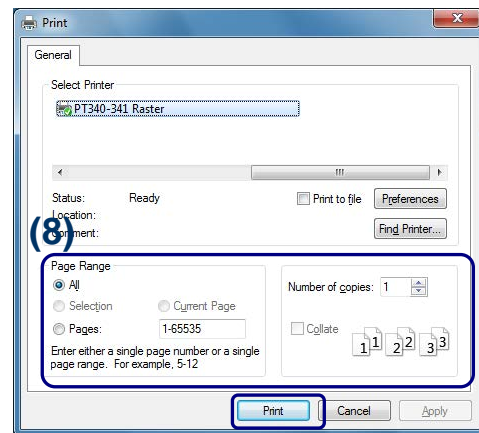 Print
General
Select Printer
PT340-341 Raster
Status: Ready
Print to file
Preferences
Location:
Comment:
Find Printer...
(8)
Page Range
All
Selection
Current Page
Pages:
1-65535
Enter either a single page number or a single
page range. For example, 5-12
Number of copies: 1
Collate
1 1 2 2 3 3
Print
Cancel
Apply